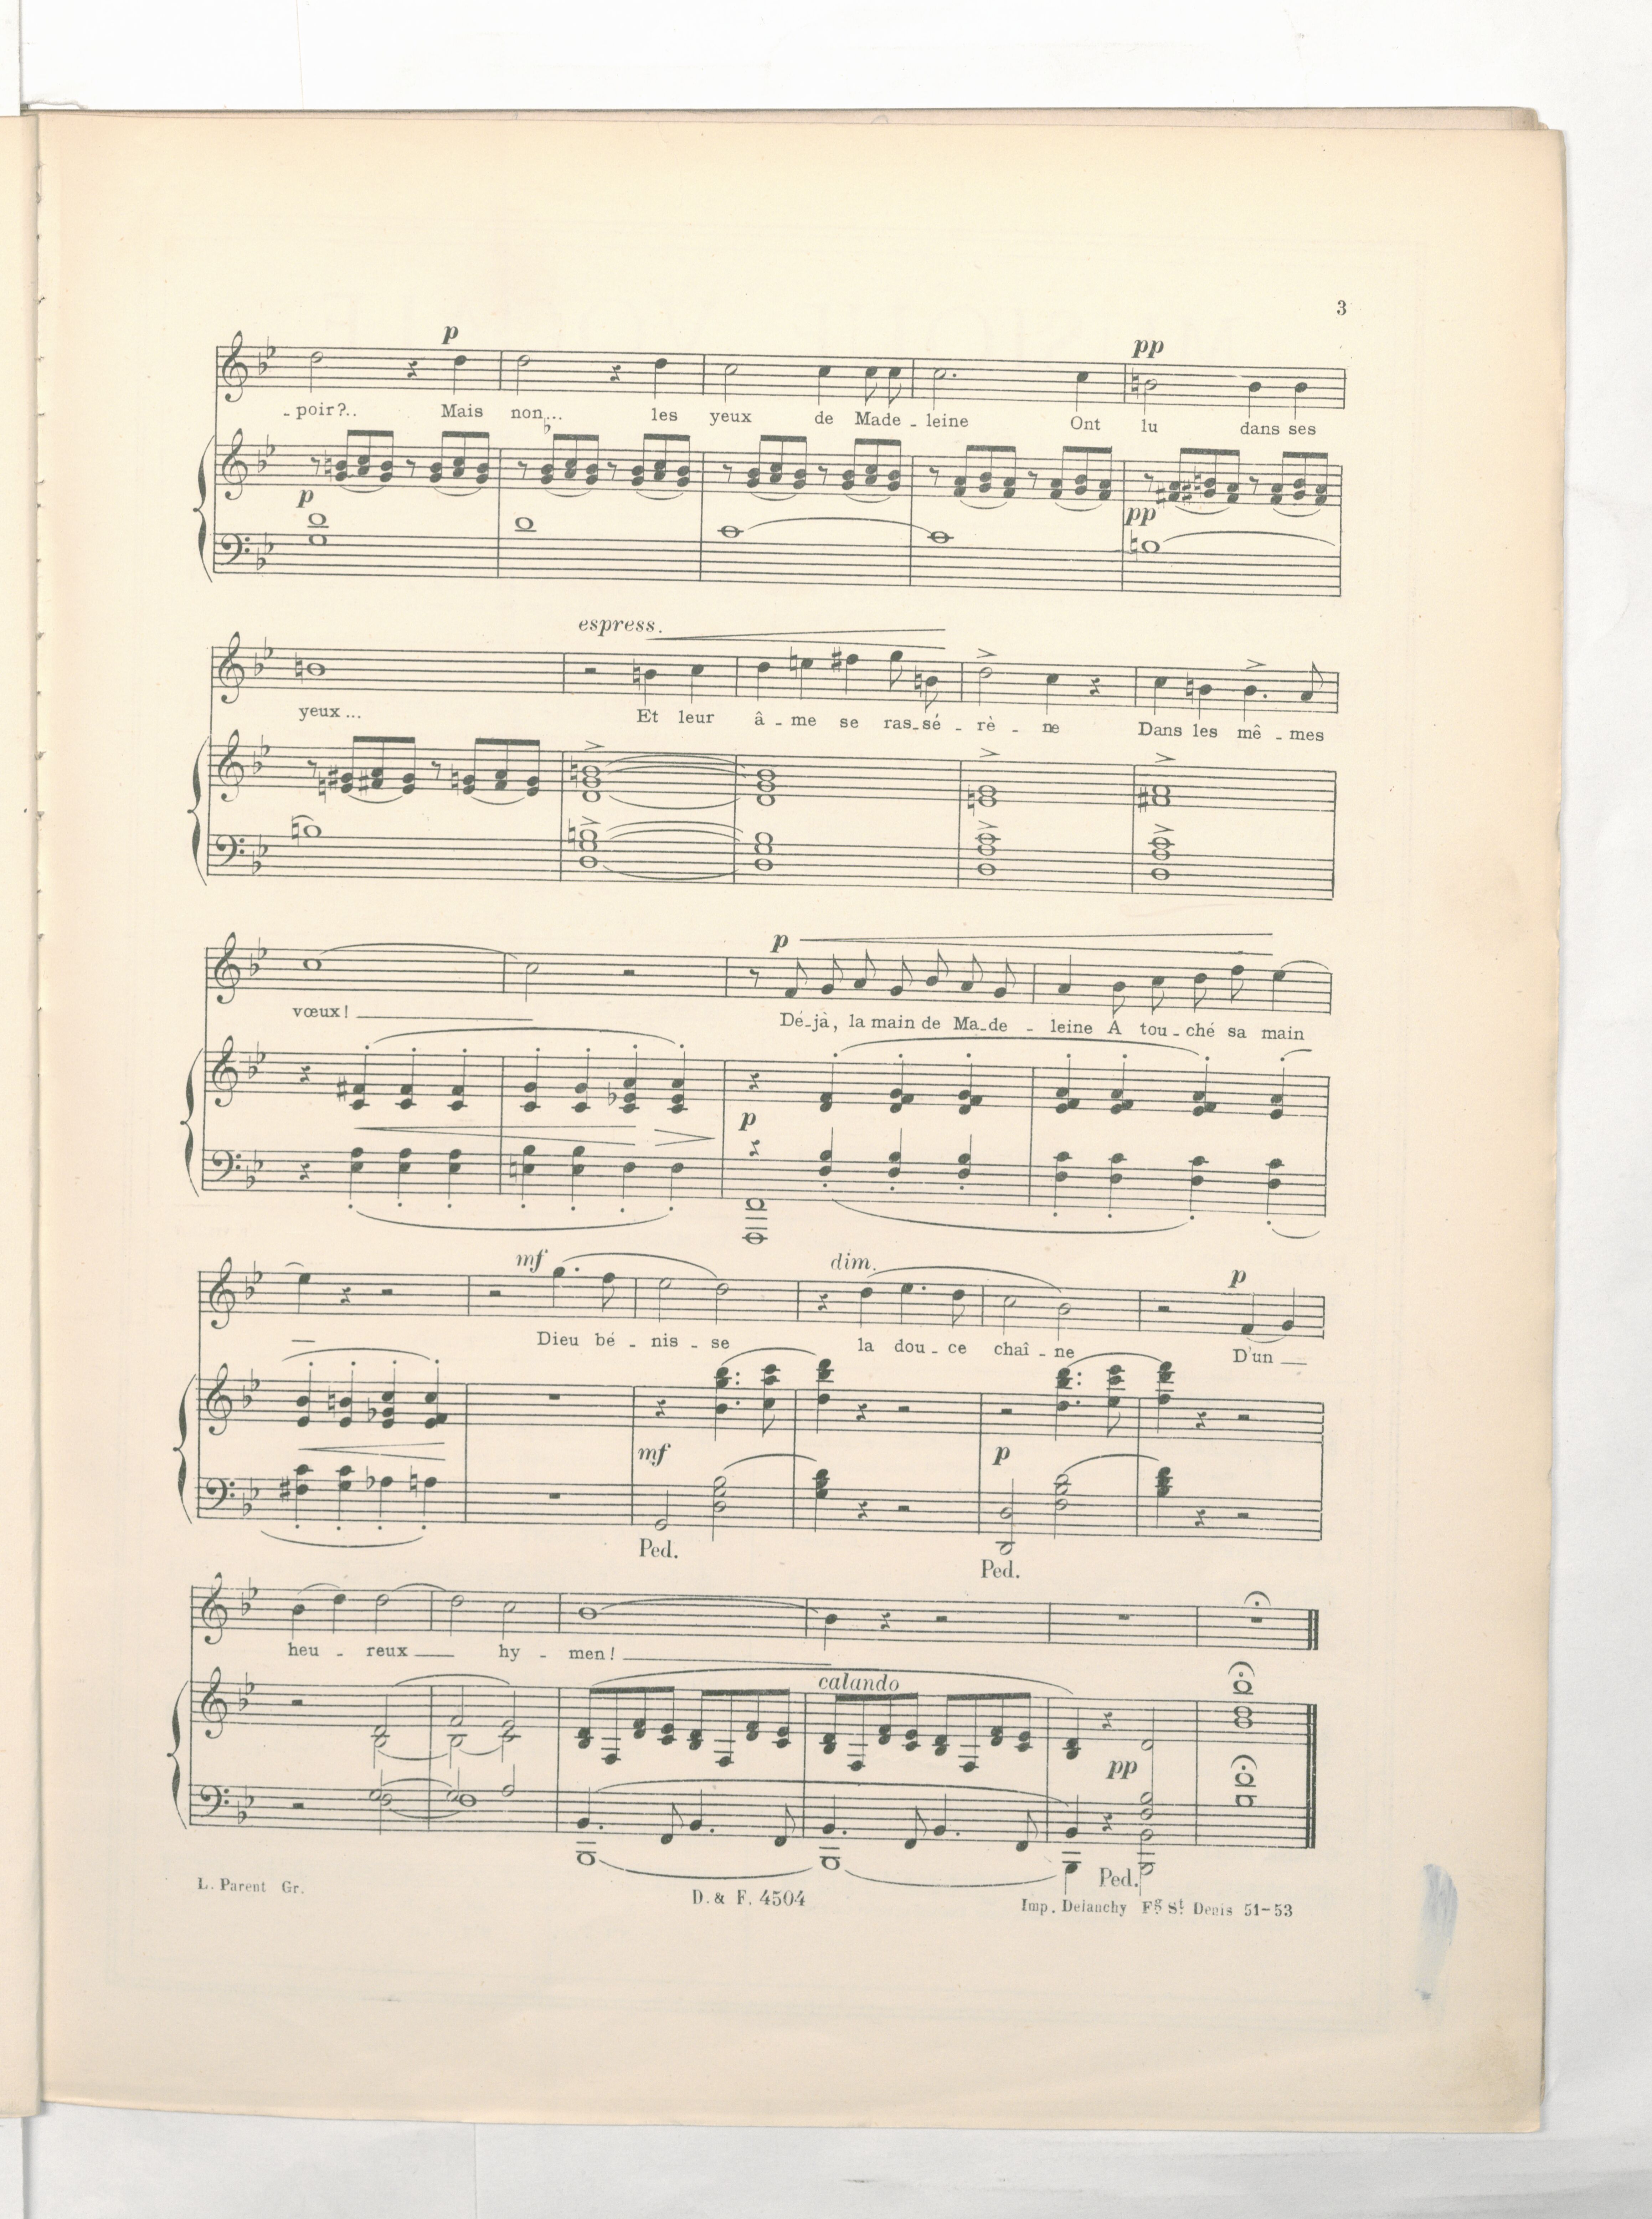 3
p pp
- poir?.. Mais non... les yeux de Made - leine Ont lu dans ses
p pp
espress.
yeux ... Et leur â - me se ras-sé - rè - ne Dans les mê - mes
p
vœux! Dé-jà, la main de Ma-de - leine A tou - ché sa main
p
mf dim. p
Dieu bé - nis - se la dou - ce chaî - ne D'un
mf p
Ped. Ped.
heu - reux hy - men!
calando
pp
Ped.
L. Parent Gr. D. & F. 4504 Imp. Delanchy Fg St Denis 51-53